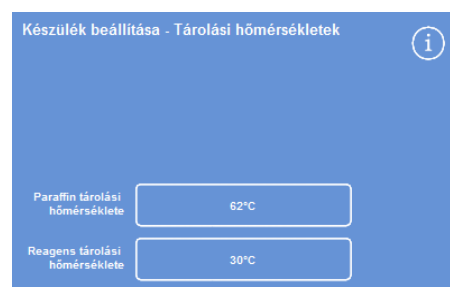 Készülék beállítása - Tárolási hőmérsékletek
i
Paraffin tárolási
hőmérséklete
62°C
Reagens tárolási
hőmérséklete
30°C